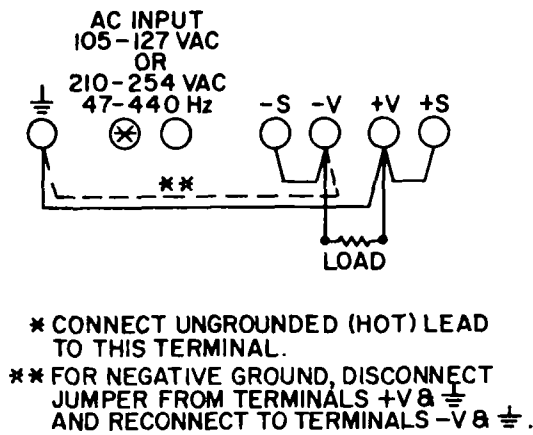 AC INPUT
105-127 VAC
OR
210-254 VAC
47-440 Hz
⏚ * -S -V +V +S
**
LOAD
* CONNECT UNGROUNDED (HOT) LEAD
TO THIS TERMINAL.
** FOR NEGATIVE GROUND, DISCONNECT
JUMPER FROM TERMINALS +V & ⏚
AND RECONNECT TO TERMINALS -V & ⏚.